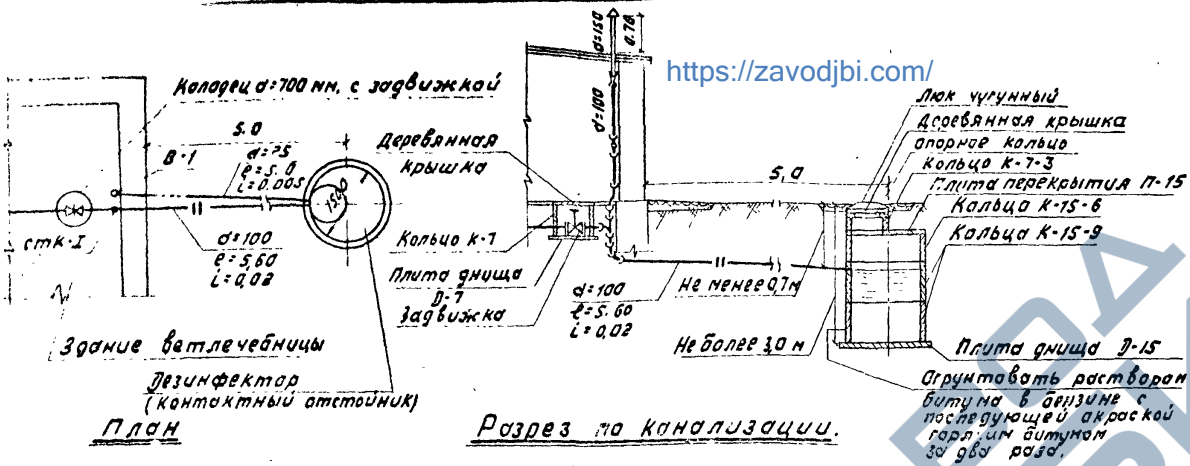 Колодец d=700 мм, с задвижкой
5.0
В-1
d=25
ℓ=5.0
i=0.005
1500
стк-I
d=100
ℓ=5,60
i=0,02
Здание ветлечебницы
Дезинфектор
(контактный отстойник)
План
https://zavodjbi.com/
d=150
0.70
d=100
Деревянная
крышка
Кольцо К-7
Плита днища
D-7
Задвижка
d=100
ℓ=5.60
i=0,02
5,0
Не менее 0,7м
Не более 3,0 м
Люк чугунный
Деревянная крышка
опорное кольцо
Кольцо К-7-3
Плита перекрытия П-15
Кольца К-15-6
Кольца К-15-9
Плита днища D-15
Огрунтовать раствором
битума в бензине с
последующей окраской
горячим битумом
за два раза.
Разрез по канализации.